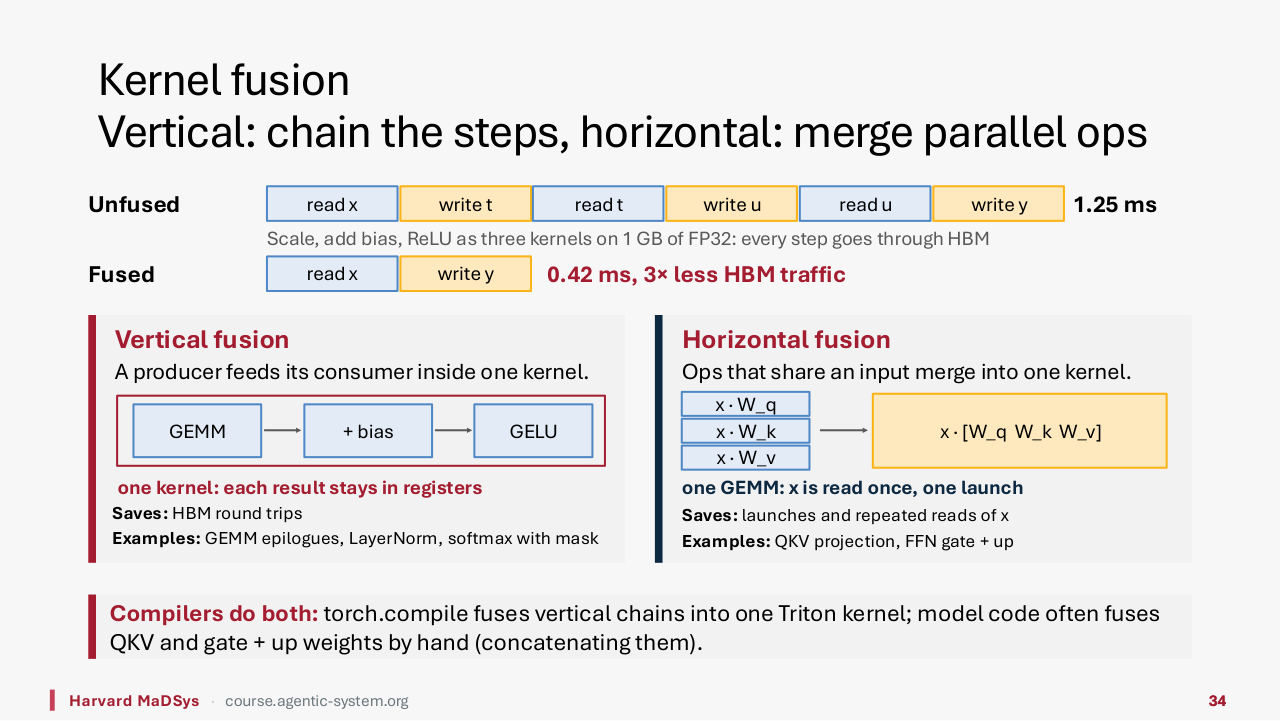 Kernel fusion
Vertical: chain the steps, horizontal: merge parallel ops
Unfused
read x
write t
read t
write u
read u
write y
1.25 ms
Scale, add bias, ReLU as three kernels on 1 GB of FP32: every step goes through HBM
Fused
read x
write y
0.42 ms, 3× less HBM traffic
Vertical fusion
A producer feeds its consumer inside one kernel.
GEMM
+ bias
GELU
one kernel: each result stays in registers
Saves: HBM round trips
Examples: GEMM epilogues, LayerNorm, softmax with mask
Horizontal fusion
Ops that share an input merge into one kernel.
x · W_q
x · W_k
x · W_v
x · [W_q W_k W_v]
one GEMM: x is read once, one launch
Saves: launches and repeated reads of x
Examples: QKV projection, FFN gate + up
Compilers do both: torch.compile fuses vertical chains into one Triton kernel; model code often fuses
QKV and gate + up weights by hand (concatenating them).
Harvard MaDSys · course.agentic-system.org
34